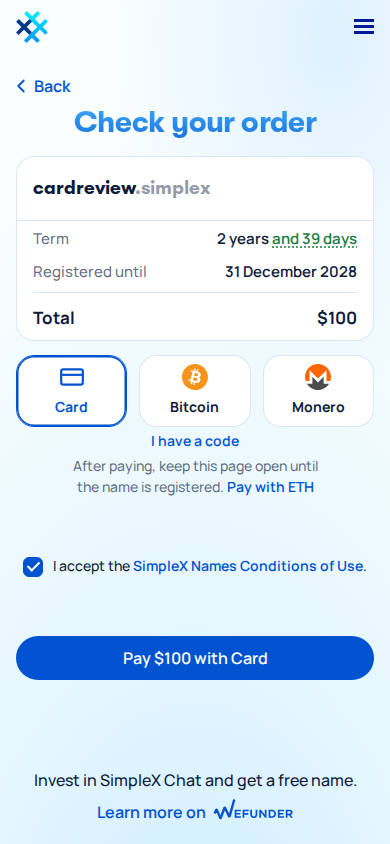 Back
Check your order
cardreview.simplex
Term 2 years and 39 days
Registered until 31 December 2028
Total $100
Card Bitcoin Monero
I have a code
After paying, keep this page open until
the name is registered. Pay with ETH
I accept the SimpleX Names Conditions of Use.
Pay $100 with Card
Invest in SimpleX Chat and get a free name.
Learn more on WEFUNDER